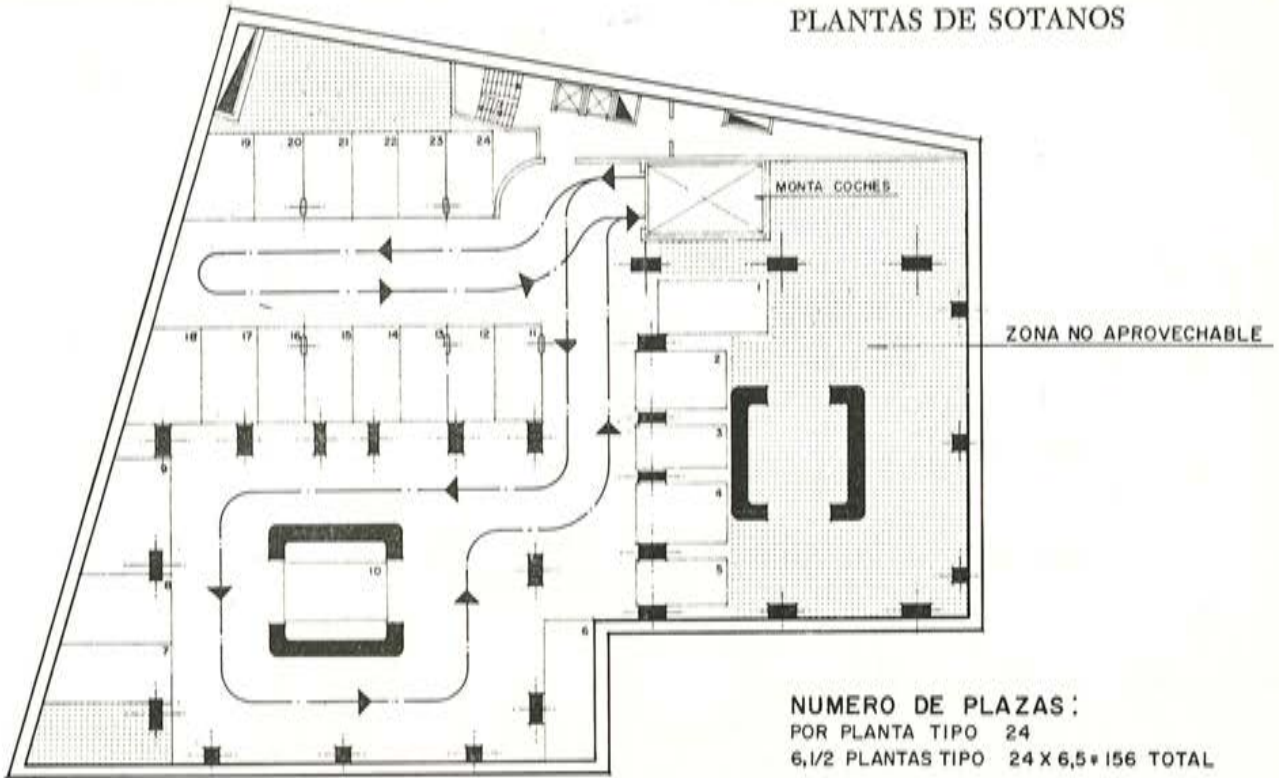 PLANTAS DE SOTANOS
19 20 21 22 23 24
MONTA COCHES
1
ZONA NO APROVECHABLE
18 17 16 15 14 13 12 11
2
3
9
4
10
5
8
6
7
NUMERO DE PLAZAS:
POR PLANTA TIPO 24
6,1/2 PLANTAS TIPO 24 X 6,5 = 156 TOTAL